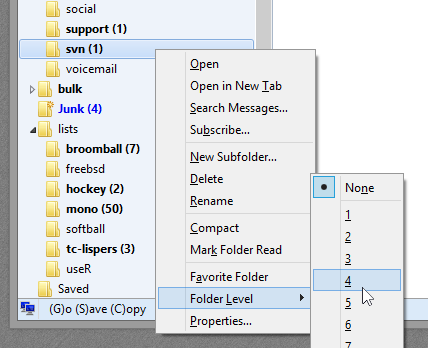 social
support (1)
svn (1)
voicemail
bulk
Junk (4)
lists
broomball (7)
freebsd
hockey (2)
mono (50)
softball
tc-lispers (3)
useR
Saved
(G)o (S)ave (C)opy
Open
Open in New Tab
Search Messages...
Subscribe...
New Subfolder...
Delete
Rename
Compact
Mark Folder Read
Favorite Folder
Folder Level
Properties...
None
1
2
3
4
5
6
7